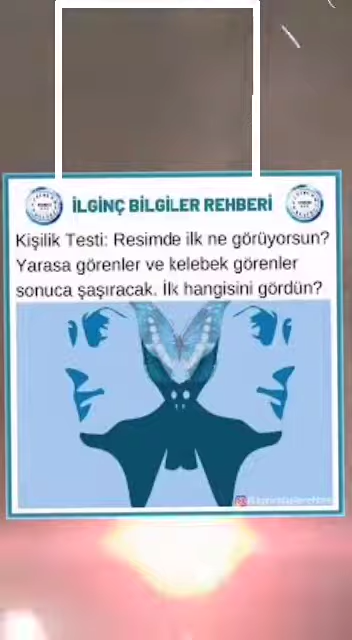 İLGİNÇ BİLGİLER REHBERİ
Kişilik Testi: Resimde ilk ne görüyorsun?
Yarasa görenler ve kelebek görenler
sonuca şaşıracak. İlk hangisini gördün?